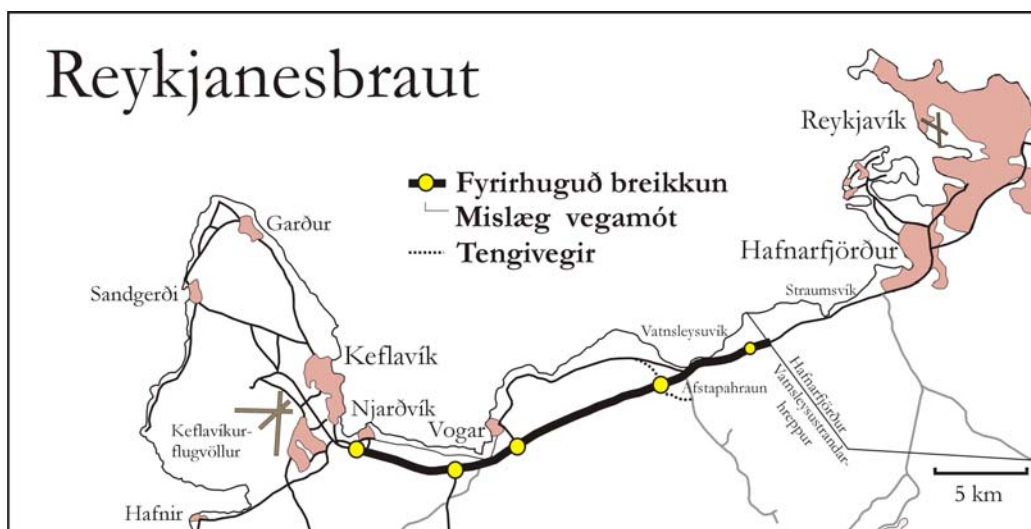 Reykjanesbraut
Reykjavík
Fyrirhuguð breikkun
Mislæg vegamót
Tengivegir
Garður
Hafnarfjörður
Sandgerði
Straumsvík
Vatnsleysuvík
Keflavík
Hafnarfjörður
Vatnsleysustrandar-
hreppur
Afstapahraun
Njarðvík
Vogar
Keflavíkur-
flugvöllur
5 km
Hafnir